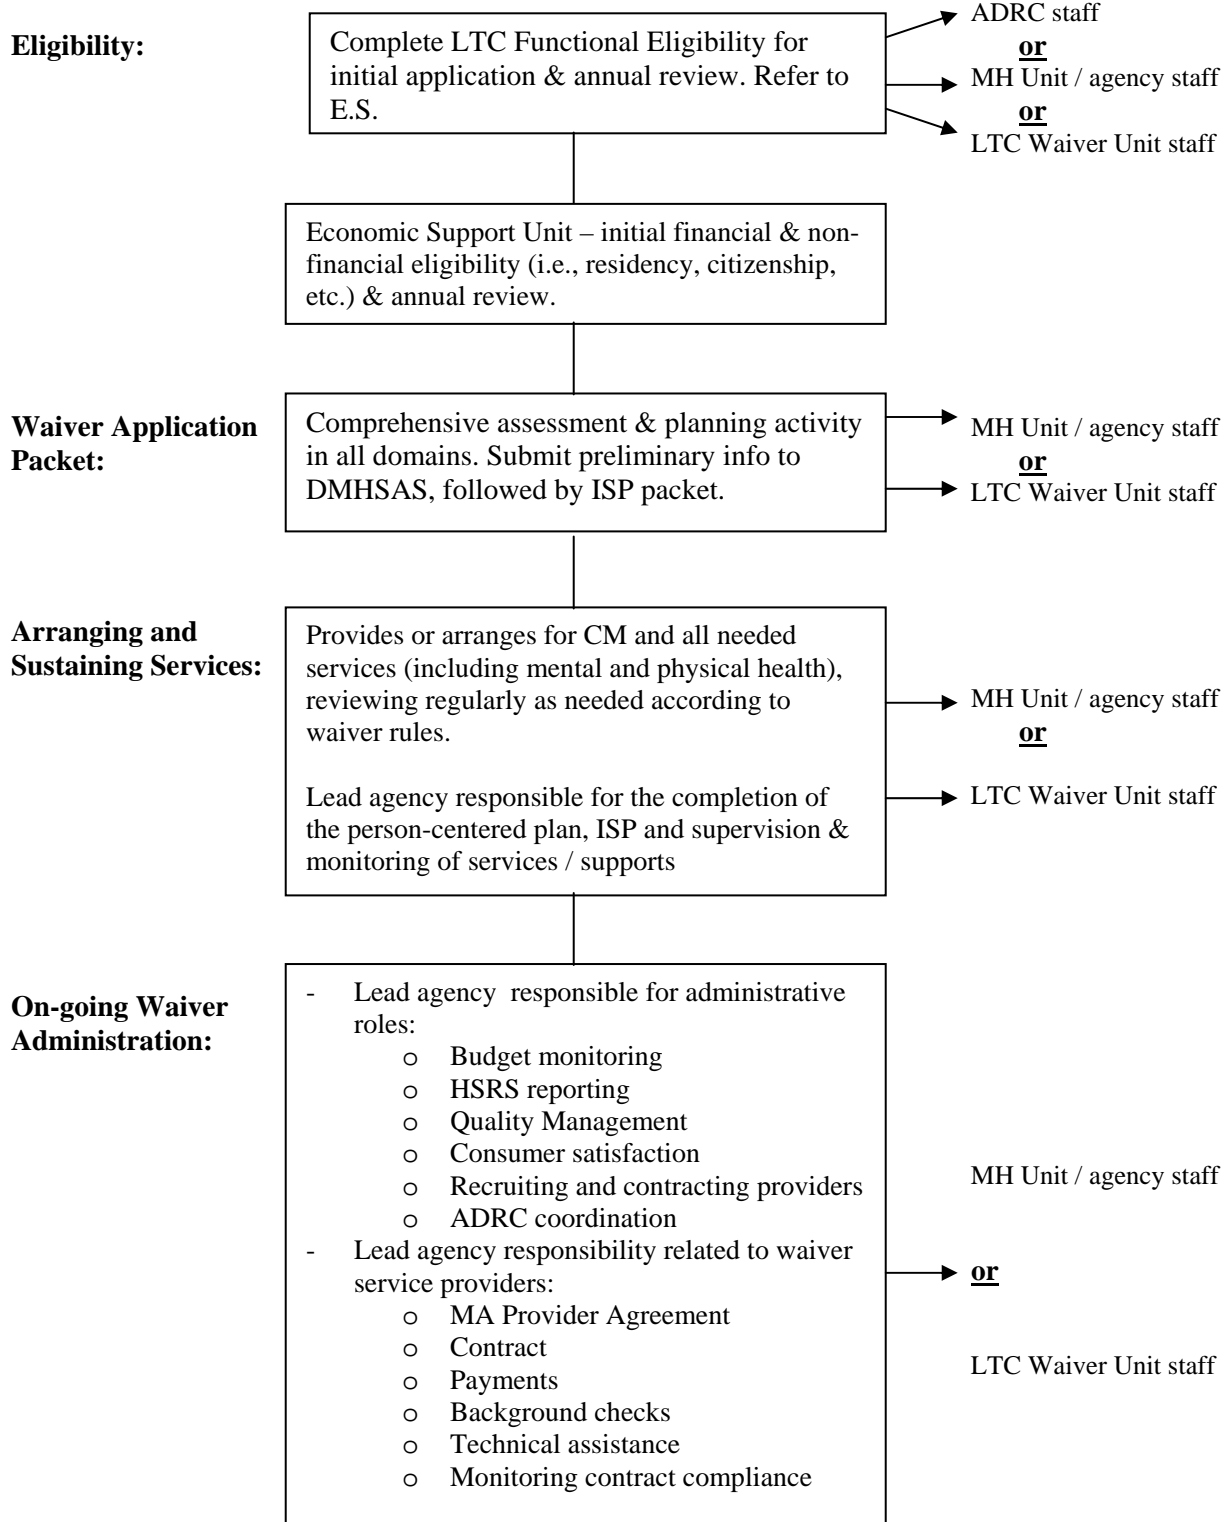 Eligibility:
Complete LTC Functional Eligibility for
initial application & annual review. Refer to
E.S.
ADRC staff
or
MH Unit / agency staff
or
LTC Waiver Unit staff
Economic Support Unit – initial financial & non-
financial eligibility (i.e., residency, citizenship,
etc.) & annual review.
Waiver Application
Packet:
Comprehensive assessment & planning activity
in all domains. Submit preliminary info to
DMHSAS, followed by ISP packet.
MH Unit / agency staff
or
LTC Waiver Unit staff
Arranging and
Sustaining Services:
Provides or arranges for CM and all needed
services (including mental and physical health),
reviewing regularly as needed according to
waiver rules.
Lead agency responsible for the completion of
the person-centered plan, ISP and supervision &
monitoring of services / supports
MH Unit / agency staff
or
LTC Waiver Unit staff
On-going Waiver
Administration:
- Lead agency responsible for administrative
roles:
o Budget monitoring
o HSRS reporting
o Quality Management
o Consumer satisfaction
o Recruiting and contracting providers
o ADRC coordination
- Lead agency responsibility related to waiver
service providers:
o MA Provider Agreement
o Contract
o Payments
o Background checks
o Technical assistance
o Monitoring contract compliance
MH Unit / agency staff
or
LTC Waiver Unit staff